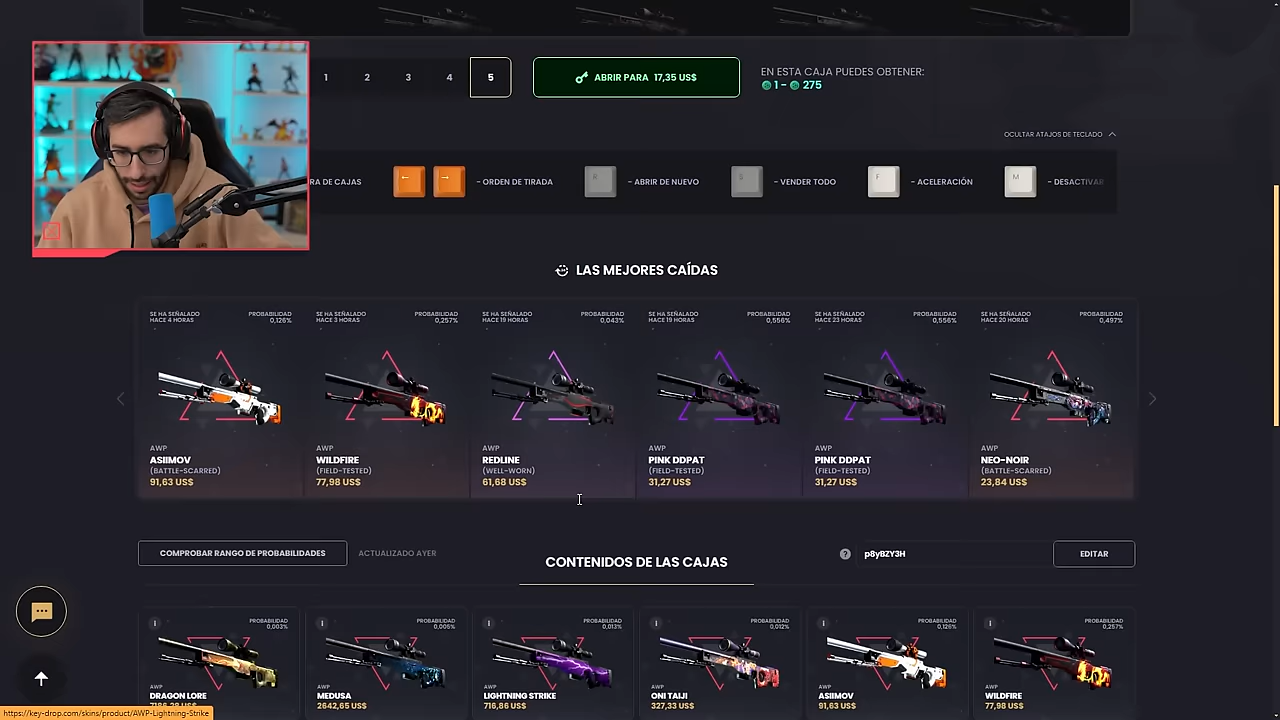 1 2 3 4 5
ABRIR PARA 17,35 US$
EN ESTA CAJA PUEDES OBTENER:
1 - 275
OCULTAR ATAJOS DE TECLADO
RA DE CAJAS
← → - ORDEN DE TIRADA
R - ABRIR DE NUEVO
- VENDER TODO
F - ACELERACIÓN
M - DESACTIVAR
LAS MEJORES CAÍDAS
SE HA SEÑALADO
HACE 4 HORAS
PROBABILIDAD
0,126%
AWP
ASIIMOV
(BATTLE-SCARRED)
91,63 US$
SE HA SEÑALADO
HACE 3 HORAS
PROBABILIDAD
0,257%
AWP
WILDFIRE
(FIELD-TESTED)
77,98 US$
SE HA SEÑALADO
HACE 19 HORAS
PROBABILIDAD
0,043%
AWP
REDLINE
(WELL-WORN)
61,68 US$
SE HA SEÑALADO
HACE 19 HORAS
PROBABILIDAD
0,556%
AWP
PINK DDPAT
(FIELD-TESTED)
31,27 US$
SE HA SEÑALADO
HACE 23 HORAS
PROBABILIDAD
0,556%
AWP
PINK DDPAT
(FIELD-TESTED)
31,27 US$
SE HA SEÑALADO
HACE 20 HORAS
PROBABILIDAD
0,497%
AWP
NEO-NOIR
(BATTLE-SCARRED)
23,84 US$
COMPROBAR RANGO DE PROBABILIDADES
ACTUALIZADO AYER
CONTENIDOS DE LAS CAJAS
? p8yBZY3H
EDITAR
PROBABILIDAD
0,003%
AWP
DRAGON LORE
PROBABILIDAD
0,005%
AWP
MEDUSA
2642,65 US$
PROBABILIDAD
0,013%
AWP
LIGHTNING STRIKE
716,86 US$
PROBABILIDAD
0,012%
AWP
ONI TAIJI
327,33 US$
PROBABILIDAD
0,126%
AWP
ASIIMOV
91,63 US$
PROBABILIDAD
0,257%
AWP
WILDFIRE
77,98 US$
https://key-drop.com/skins/product/AWP-Lightning-Strike